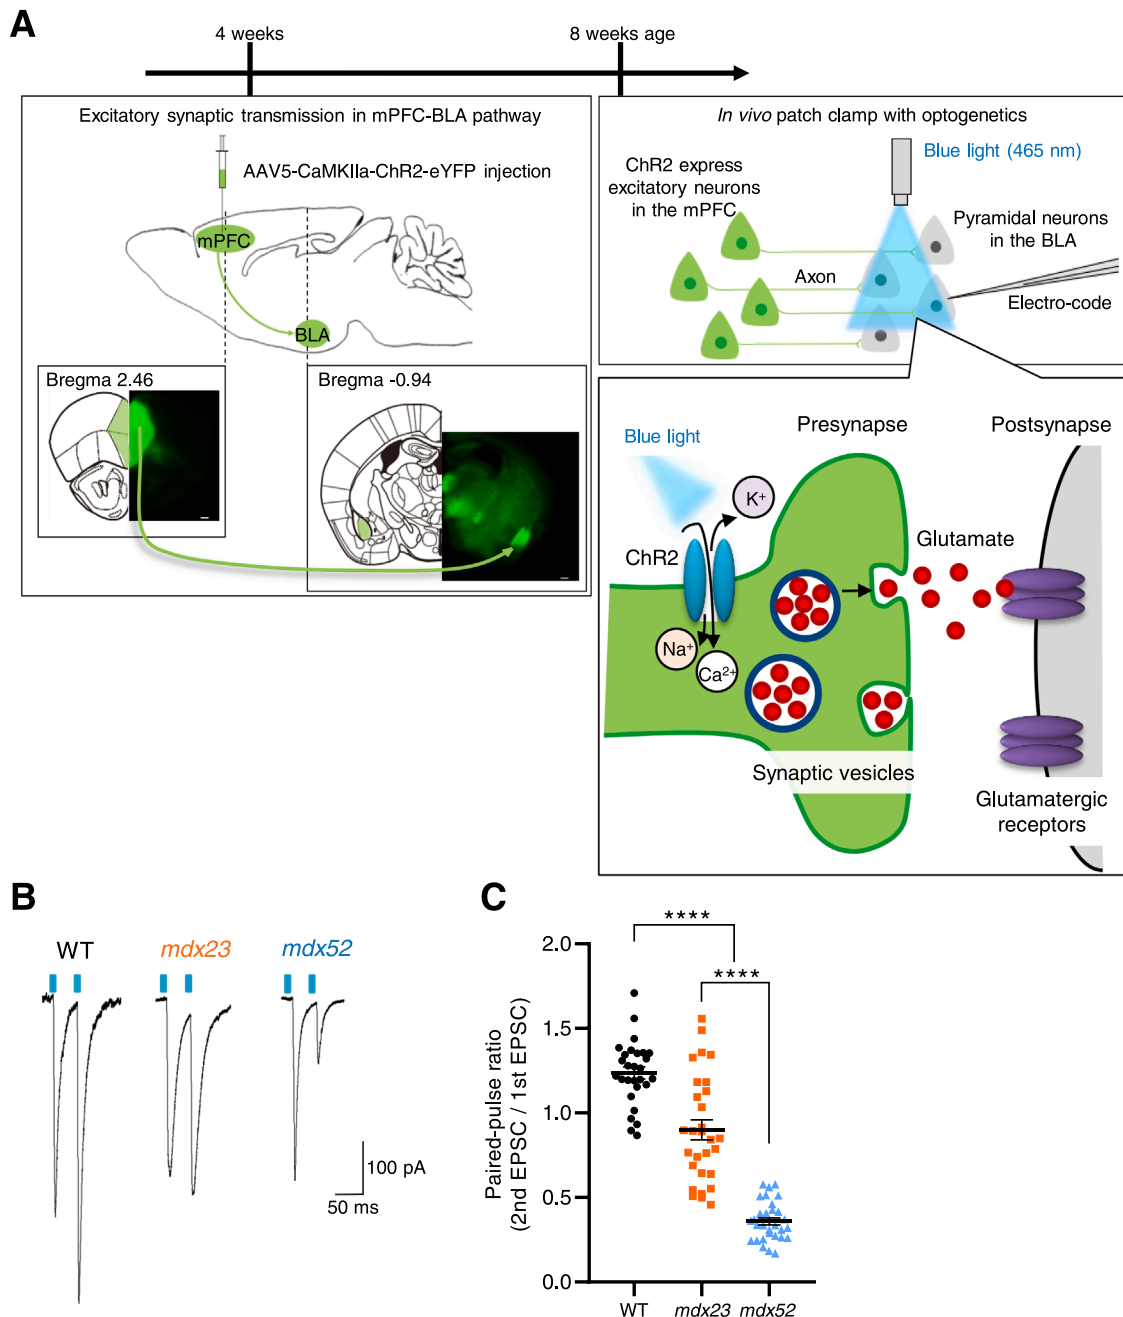 A
4 weeks
8 weeks age
Excitatory synaptic transmission in mPFC-BLA pathway
AAV5-CaMKIIa-ChR2-eYFP injection
mPFC
BLA
Bregma 2.46
Bregma -0.94
In vivo patch clamp with optogenetics
Blue light (465 nm)
ChR2 express
excitatory neurons
in the mPFC
Pyramidal neurons
in the BLA
Axon
Electro-code
Blue light
Presynapse
Postsynapse
K+
ChR2
Glutamate
Na+
Ca2+
Synaptic vesicles
Glutamatergic
receptors
B
WT
mdx23
mdx52
100 pA
50 ms
C
****
****
Paired-pulse ratio
(2nd EPSC / 1st EPSC)
2.0
1.5
1.0
0.5
0.0
WT
mdx23
mdx52